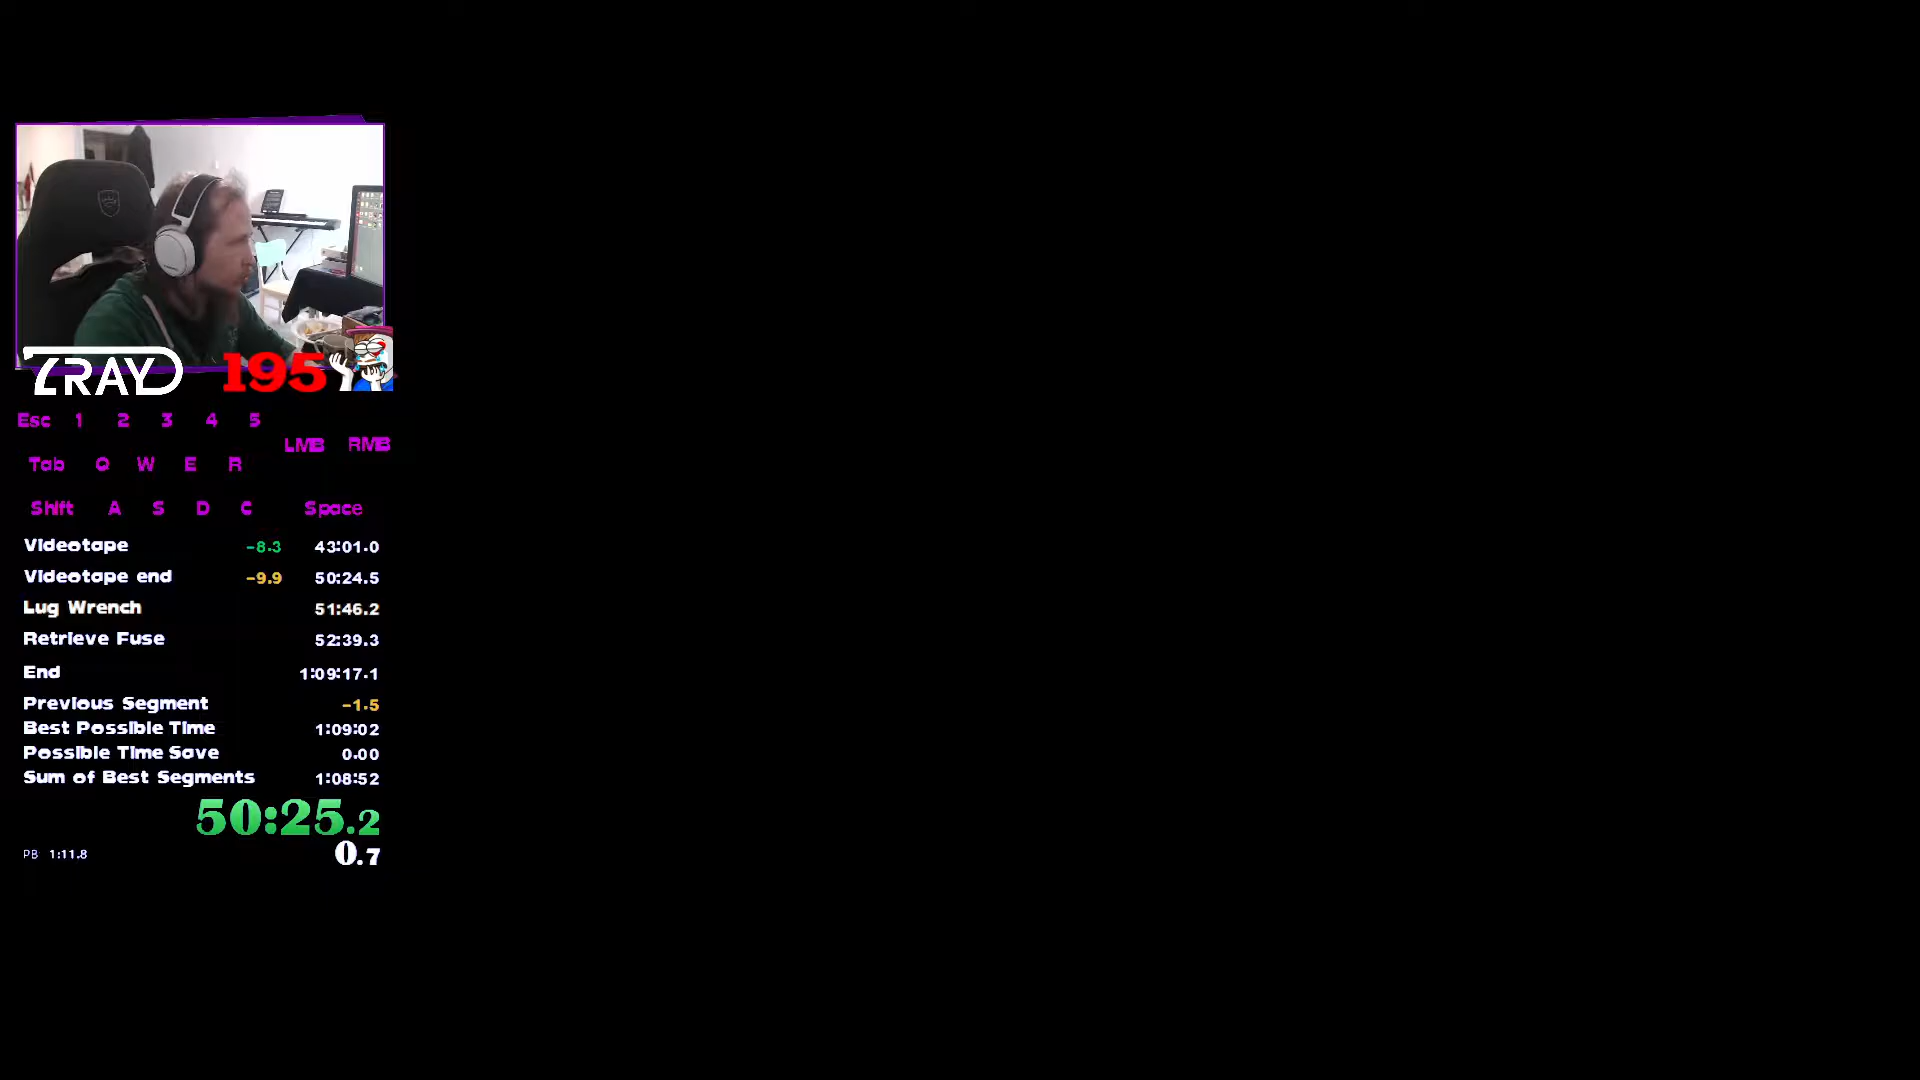 ZRAY 195
Esc 1 2 3 4 5
LMB RMB
Tab Q W E R
Shift A S D C Space
Videotape -8.3 43:01.0
Videotape end -9.9 50:24.5
Lug Wrench 51:46.2
Retrieve Fuse 52:39.3
End 1:09:17.1
Previous Segment -1.5
Best Possible Time 1:09:02
Possible Time Save 0.00
Sum of Best Segments 1:08:52
50:25.2
PB 1:11.8 0.7